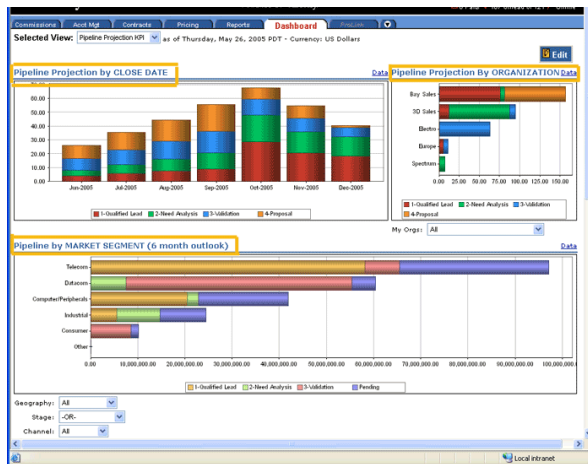 Commissions Acct Mgt Contracts Pricing Reports Dashboard
Selected View: Pipeline Projection KPI as of Thursday, May 26, 2005 PDT - Currency: US Dollars
Edit
Pipeline Projection by CLOSE DATE Data
60.00
50.00
40.00
30.00
20.00
10.00
0.00
Jun-2005 Jul-2005 Aug-2005 Sep-2005 Oct-2005 Nov-2005 Dec-2005
1-Qualified Lead 2-Need Analysis 3-Validation 4-Proposal
Pipeline Projection By ORGANIZATION Data
Bay Sales
3D Sales
Electro
Europe
Spectrum
0.00 25.00 50.00 75.00 100.00 125.00 150.00
1-Qualified Lead 2-Need Analysis 3-Validation
4-Proposal
My Orgs: All
Pipeline by MARKET SEGMENT (6 month outlook) Data
Telecom
Datacom
Computer/Peripherals
Industrial
Consumer
Other
0.00 10,000,000.00 20,000,000.00 30,000,000.00 40,000,000.00 50,000,000.00 60,000,000.00 70,000,000.00 80,000,000.00 90,000,000.00 100,000,000.0
1-Qualified Lead 2-Need Analysis 3-Validation Pending
Geography: All
Stage: -OR-
Channel: All
Local intranet